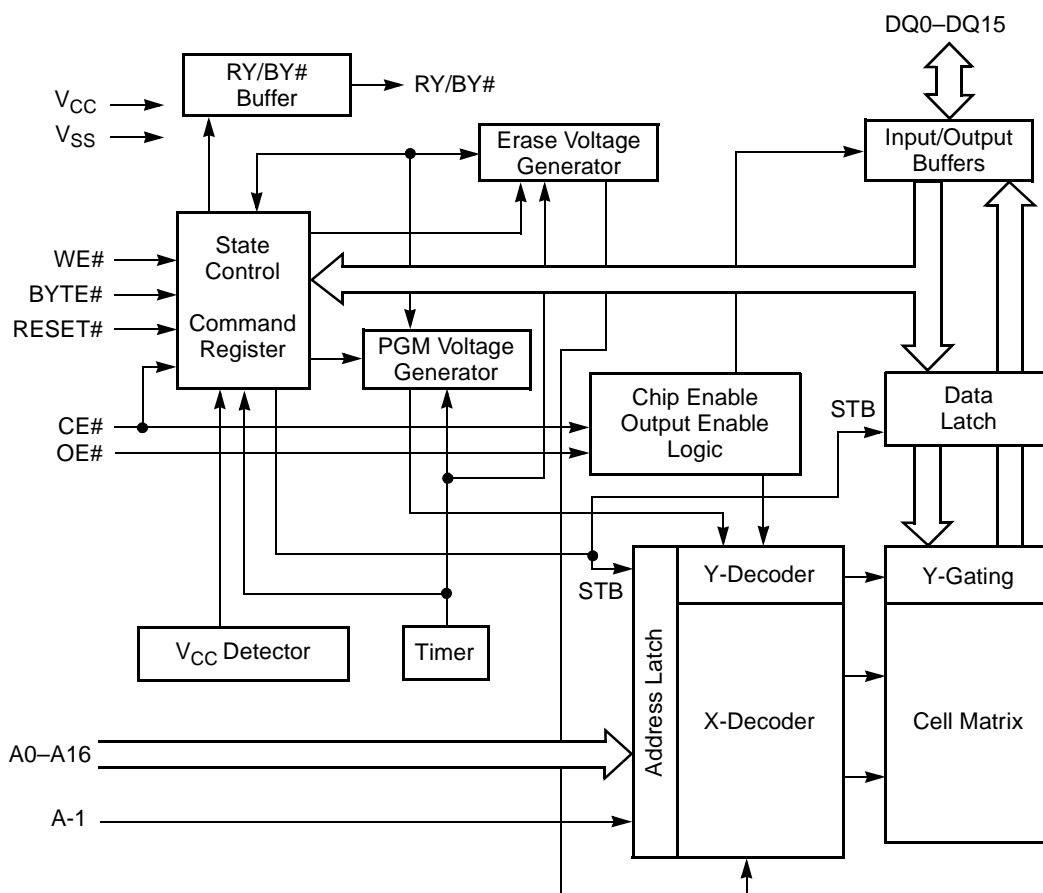 DQ0–DQ15
RY/BY#
Buffer
RY/BY#
VCC
VSS
Erase Voltage
Generator
Input/Output
Buffers
State
Control
Command
Register
WE#
BYTE#
RESET#
PGM Voltage
Generator
Chip Enable
Output Enable
Logic
STB
Data
Latch
CE#
OE#
Y-Decoder
Y-Gating
STB
VCC Detector
Timer
Address Latch
X-Decoder
Cell Matrix
A0–A16
A-1